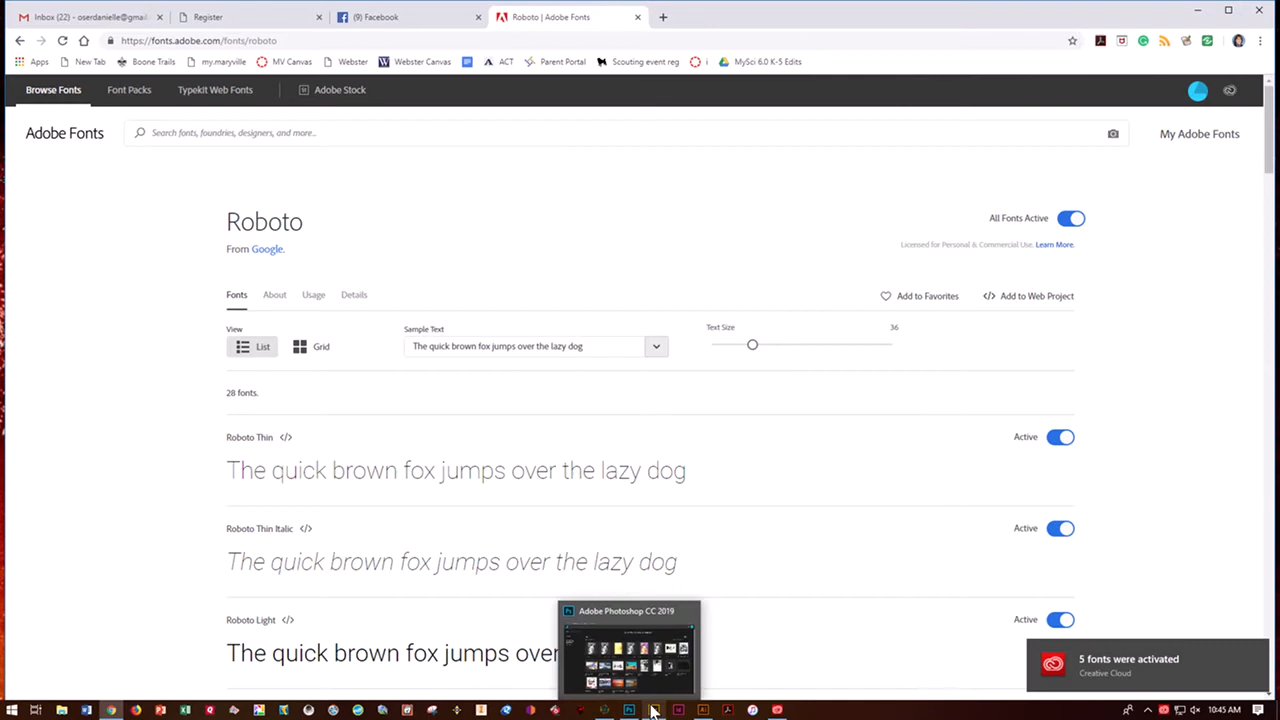 Inbox (22) - oserdanielle@gmail
Register
(9) Facebook
Roboto | Adobe Fonts
https://fonts.adobe.com/fonts/roboto
Apps
New Tab
Boone Trails
my.maryville
MV Canvas
Webster
Webster Canvas
ACT
Parent Portal
Scouting event reg
i
MySci 6.0 K-5 Edits
Browse Fonts
Font Packs
Typekit Web Fonts
Adobe Stock
Adobe Fonts
Search fonts, foundries, designers, and more...
My Adobe Fonts
Roboto
All Fonts Active
From Google.
Licensed for Personal & Commercial Use. Learn More.
Fonts
About
Usage
Details
Add to Favorites
</> Add to Web Project
View
Sample Text
Text Size
36
List
Grid
The quick brown fox jumps over the lazy dog
28 fonts.
Roboto Thin </>
Active
The quick brown fox jumps over the lazy dog
Roboto Thin Italic </>
Active
The quick brown fox jumps over the lazy dog
Adobe Photoshop CC 2019
Roboto Light </>
Active
The quick brown fox jumps over
5 fonts were activated
Creative Cloud
10:45 AM